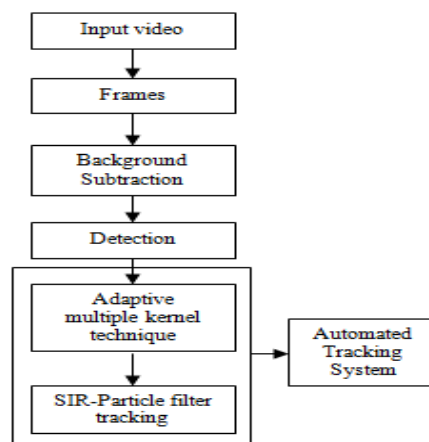 Input video
Frames
Background
Subtraction
Detection
Adaptive
multiple kernel
technique
SIR-Particle filter
tracking
Automated
Tracking
System